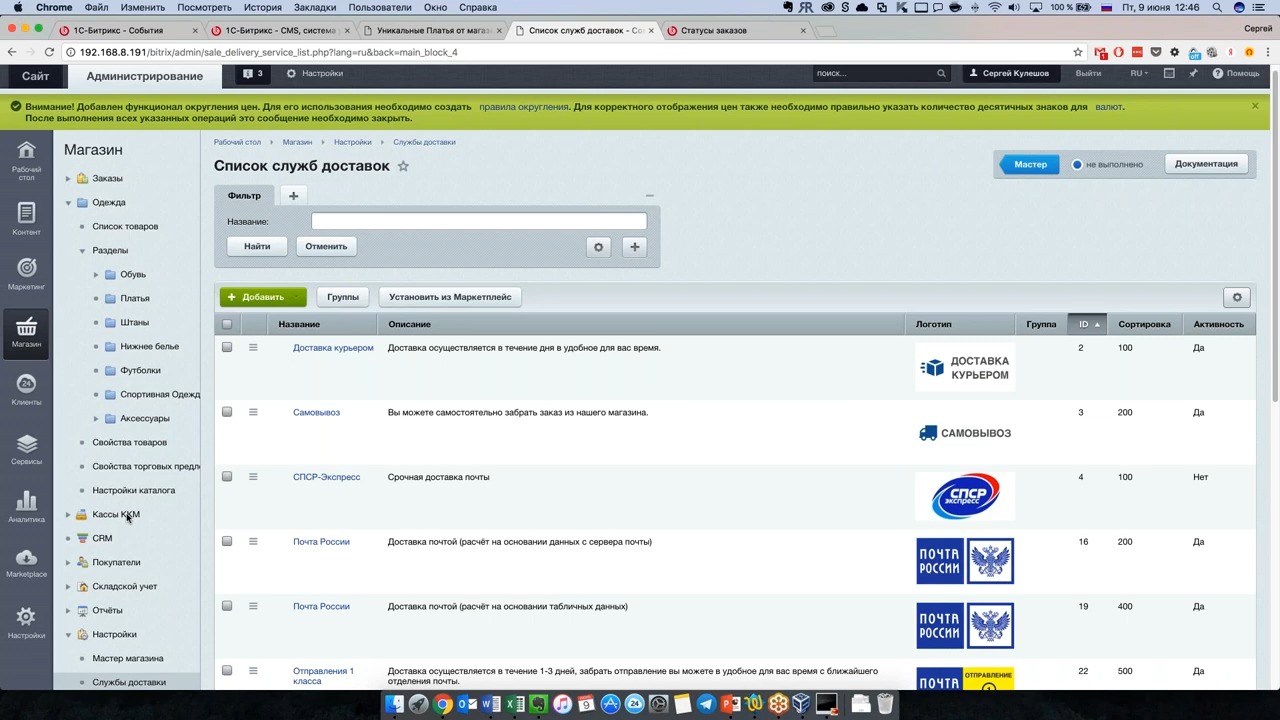 Chrome Файл Изменить Посмотреть История Закладки Пользователи Окно Справка 100 % Пт, 9 июня 12:46
1С-Битрикс - События × 1С-Битрикс - CMS, система × Уникальные Платья от магаз × Список служб доставок - Со × Статусы заказов × Сергей
192.168.8.191/bitrix/admin/sale_delivery_service_list.php?lang=ru&back=main_block_4
Сайт Администрирование 3 Настройки поиск... Сергей Кулешов Выйти RU Помощь
Внимание! Добавлен функционал округления цен. Для его использования необходимо создать правила округления. Для корректного отображения цен также необходимо правильно указать количество десятичных знаков для валют.
После выполнения всех указанных операций это сообщение необходимо закрыть.
Рабочий стол
Контент
Маркетинг
Магазин
24
Клиенты
Сервисы
Аналитика
Marketplace
Настройки
Магазин
Заказы
Одежда
Список товаров
Разделы
Обувь
Платья
Штаны
Нижнее белье
Футболки
Спортивная Одежд
Аксессуары
Свойства товаров
Свойства торговых предл
Настройки каталога
Кассы ККМ
CRM
Покупатели
Складской учет
Отчёты
Настройки
Мастер магазина
Службы доставки
Рабочий стол Магазин Настройки Службы доставки
Список служб доставок
Мастер не выполнено Документация
Фильтр
Название:
Найти Отменить
Добавить Группы Установить из Маркетплейс
Название Описание Логотип Группа ID Сортировка Активность
Доставка курьером Доставка осуществляется в течение дня в удобное для вас время. ДОСТАВКА КУРЬЕРОМ 2 100 Да
Самовывоз Вы можете самостоятельно забрать заказ из нашего магазина. САМОВЫВОЗ 3 200 Да
СПСР-Экспресс Срочная доставка почты СПСР ЭКСПРЕСС 4 100 Нет
Почта России Доставка почтой (расчёт на основании данных с сервера почты) ПОЧТА РОССИИ 16 200 Да
Почта России Доставка почтой (расчёт на основании табличных данных) ПОЧТА РОССИИ 19 400 Да
Отправления 1 класса Доставка осуществляется в течение 1-3 дней, забрать отправление вы можете в удобное для вас время с ближайшего ПОЧТА ОТПРАВЛЕНИЕ 22 500 Да
отделения почты.